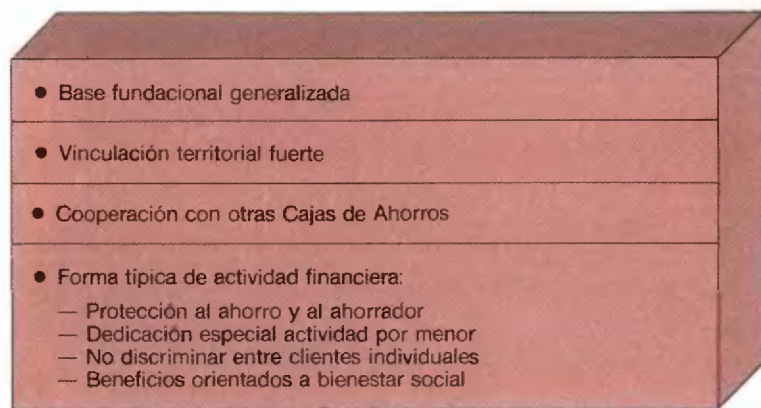 ● Base fundacional generalizada
● Vinculación territorial fuerte
● Cooperación con otras Cajas de Ahorros
● Forma típica de actividad financiera:
— Protección al ahorro y al ahorrador
— Dedicación especial actividad por menor
— No discriminar entre clientes individuales
— Beneficios orientados a bienestar social